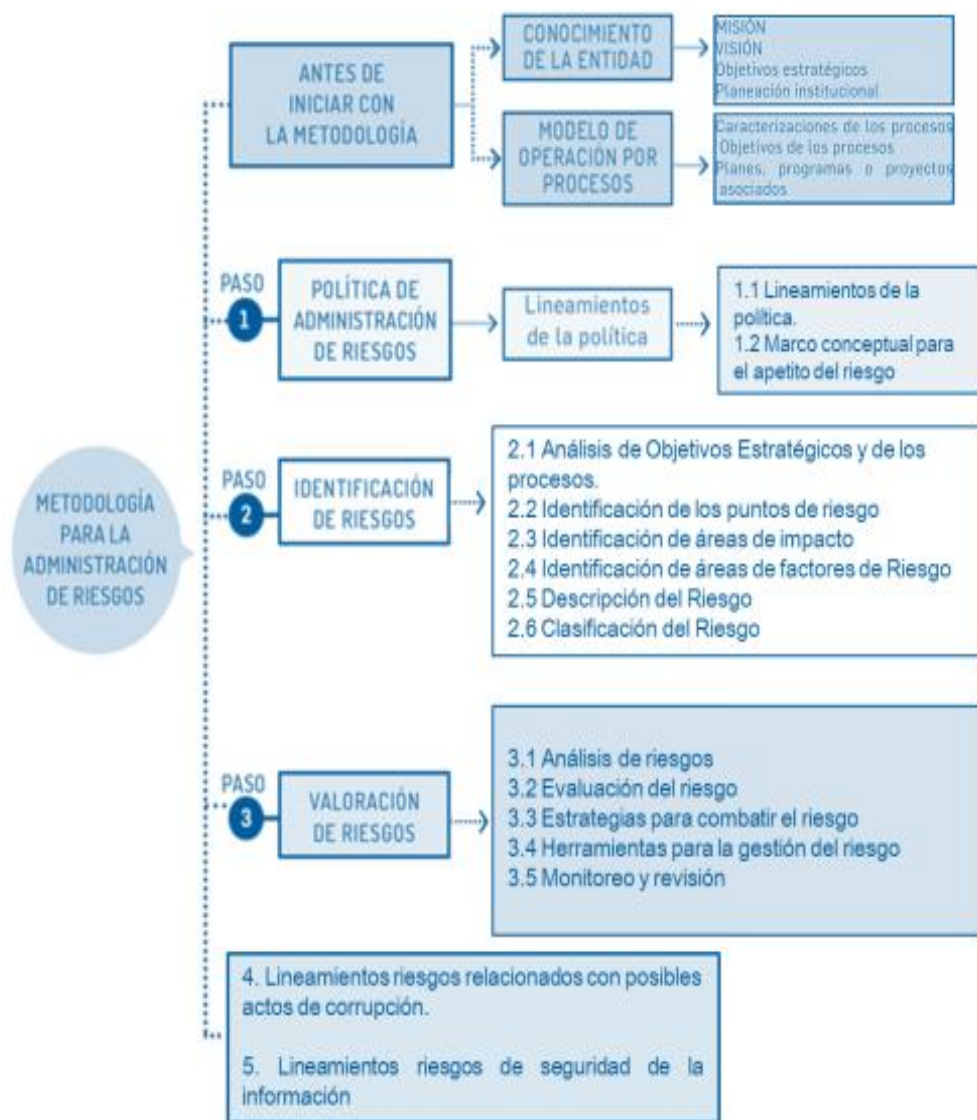 CONOCIMIENTO
DE LA ENTIDAD
MISIÓN
VISIÓN
Objetivos estratégicos
Planeación institucional
ANTES DE
INICIAR CON
LA METODOLOGÍA
MODELO DE
OPERACIÓN POR
PROCESOS
Caracterizaciones de los procesos
Objetivos de los procesos
Planes, programas o proyectos
asociados
PASO
1
POLÍTICA DE
ADMINISTRACIÓN
DE RIESGOS
Lineamientos
de la política
1.1 Lineamientos de la
política.
1.2 Marco conceptual para
el apetito del riesgo
METODOLOGÍA
PARA LA
ADMINISTRACIÓN
DE RIESGOS
PASO
2
IDENTIFICACIÓN
DE RIESGOS
2.1 Análisis de Objetivos Estratégicos y de los
procesos.
2.2 Identificación de los puntos de riesgo
2.3 Identificación de áreas de impacto
2.4 Identificación de áreas de factores de Riesgo
2.5 Descripción del Riesgo
2.6 Clasificación del Riesgo
PASO
3
VALORACIÓN
DE RIESGOS
3.1 Análisis de riesgos
3.2 Evaluación del riesgo
3.3 Estrategias para combatir el riesgo
3.4 Herramientas para la gestión del riesgo
3.5 Monitoreo y revisión
4. Lineamientos riesgos relacionados con posibles
actos de corrupción.
5. Lineamientos riesgos de seguridad de la
información